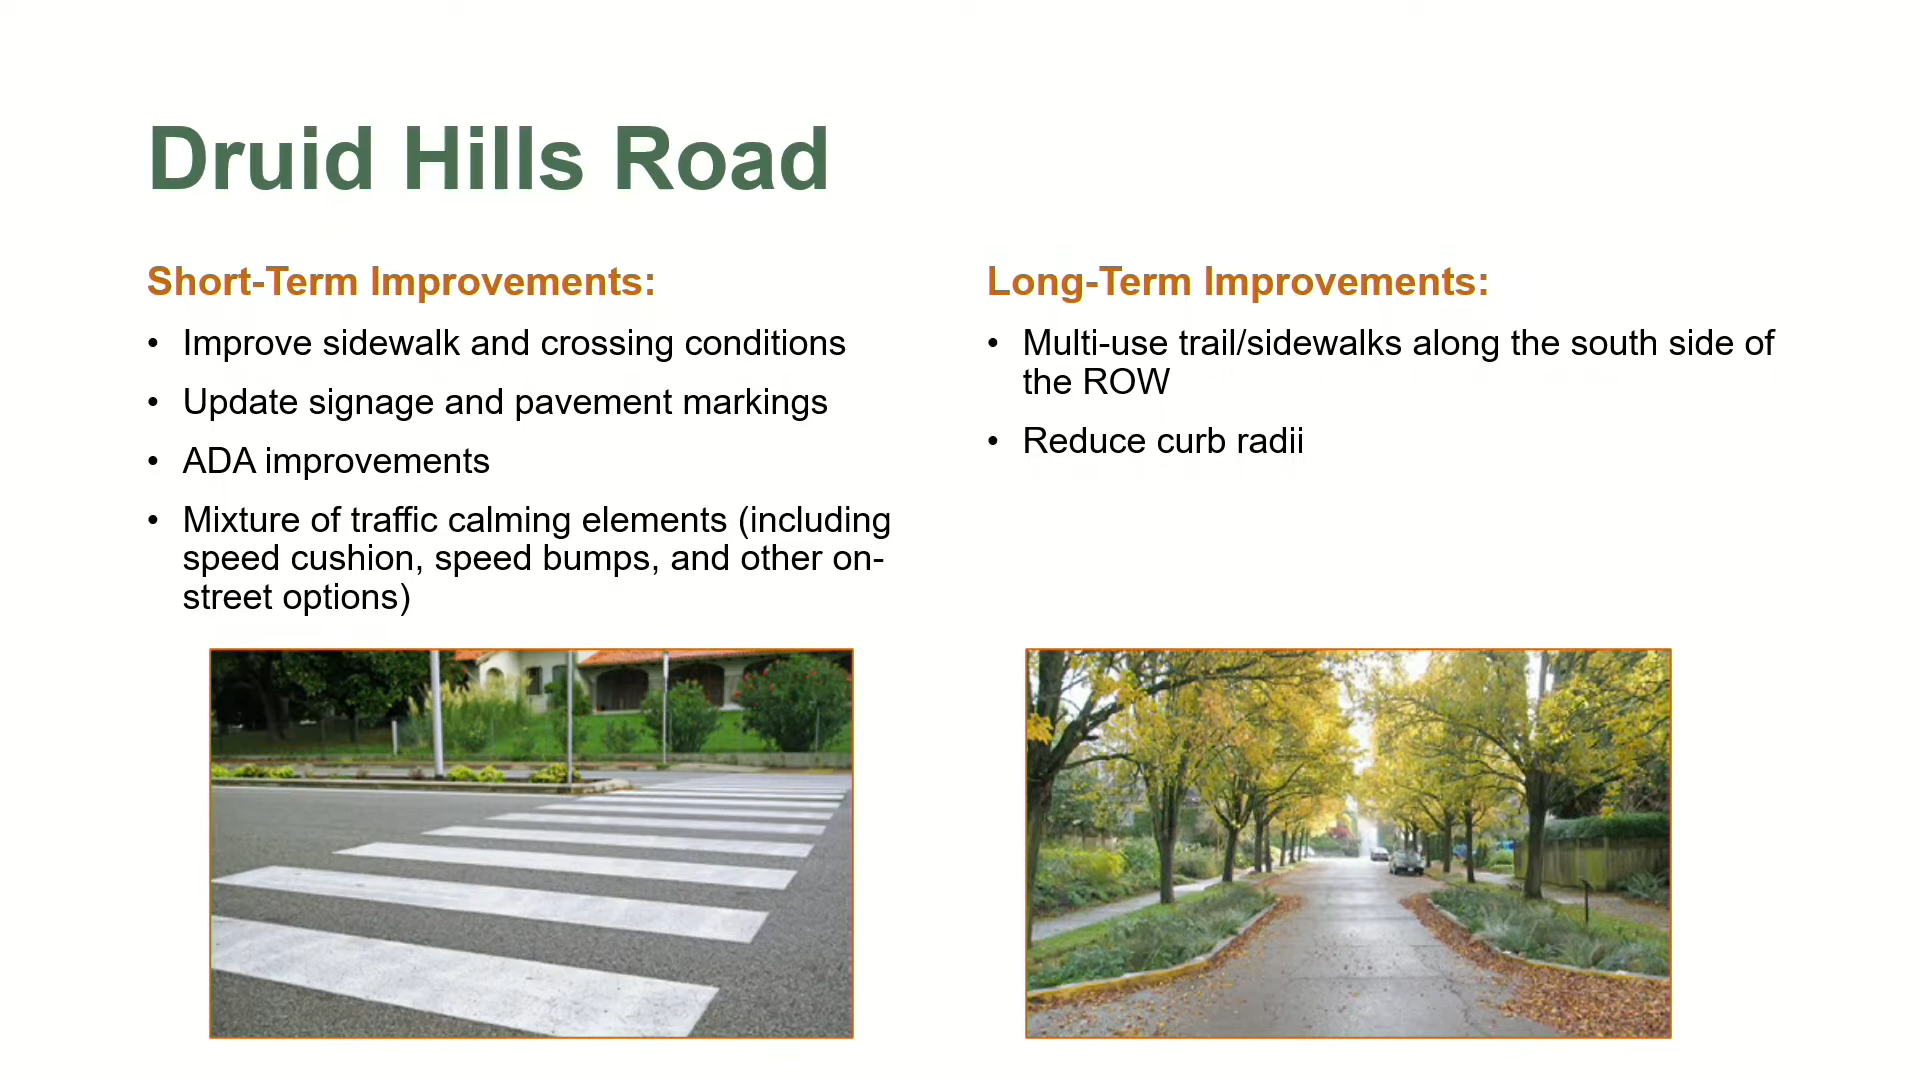 Druid Hills Road
Short-Term Improvements:
• Improve sidewalk and crossing conditions
• Update signage and pavement markings
• ADA improvements
• Mixture of traffic calming elements (including
speed cushion, speed bumps, and other on-
street options)
Long-Term Improvements:
• Multi-use trail/sidewalks along the south side of
the ROW
• Reduce curb radii